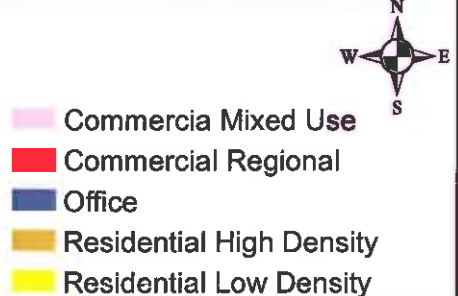 N
W E
S
Commercia Mixed Use
Commercial Regional
Office
Residential High Density
Residential Low Density